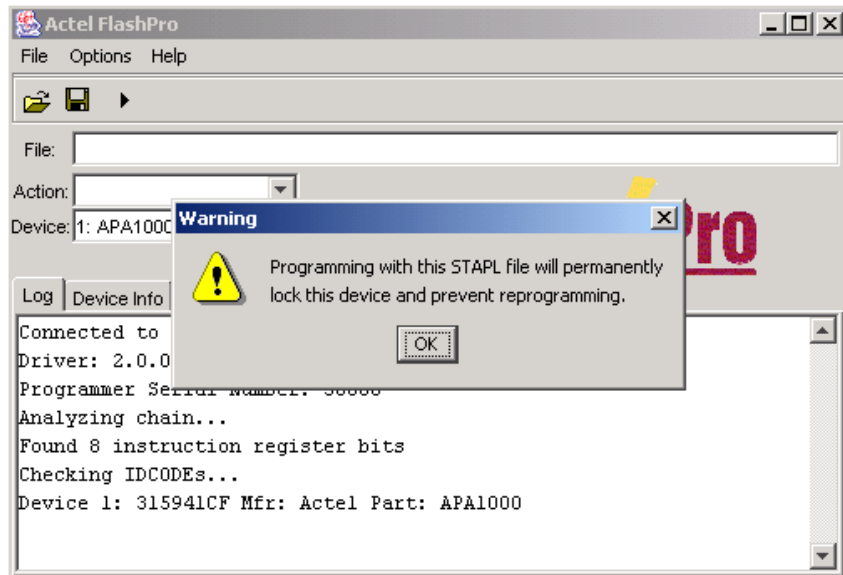 Actel FlashPro
File Options Help
File:
Action:
Device: 1: APA1000
Pro
Warning
Programming with this STAPL file will permanently
lock this device and prevent reprogramming.
OK
Log Device Info
Connected to
Driver: 2.0.0
Programmer Serial Number:
Analyzing chain...
Found 8 instruction register bits
Checking IDCODEs...
Device 1: 315941CF Mfr: Actel Part: APA1000